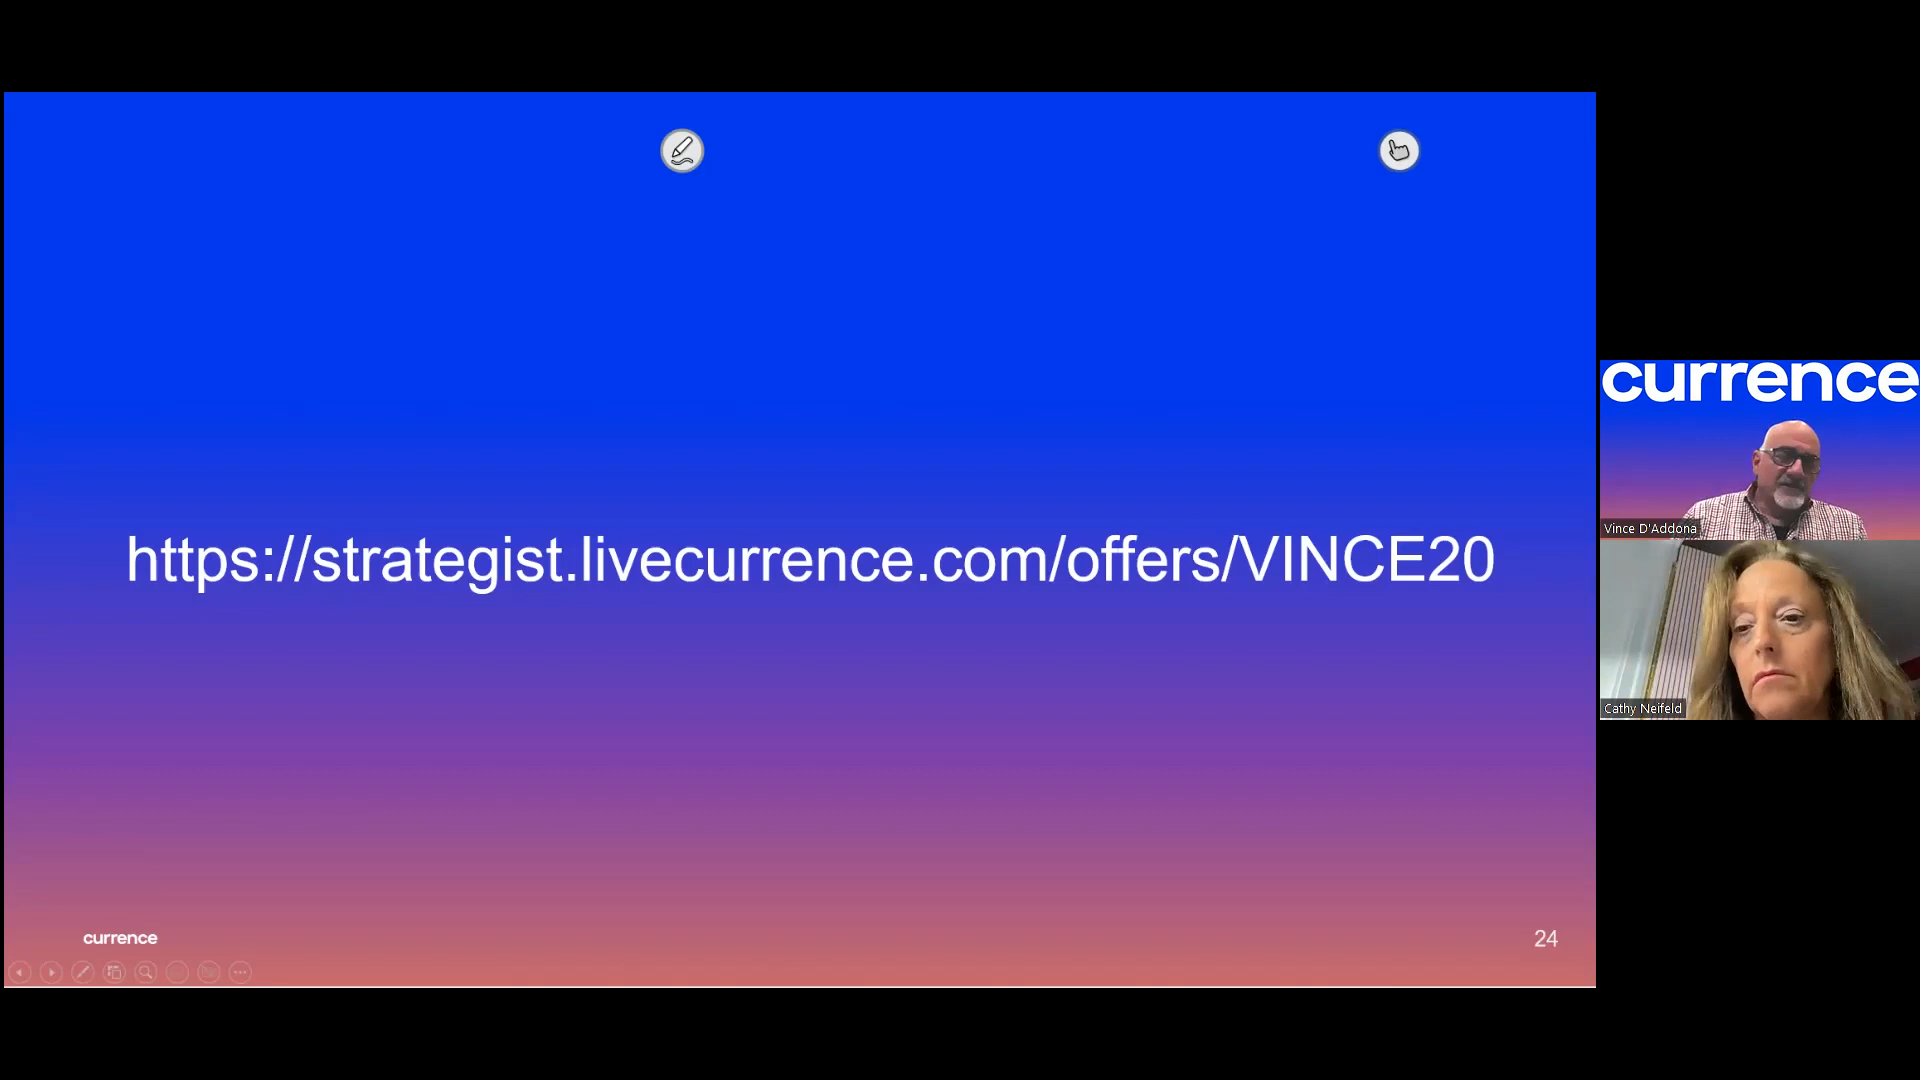 https://strategist.livecurrence.com/offers/VINCE20
currence
24
currence
Vince D'Addona
Cathy Neifeld